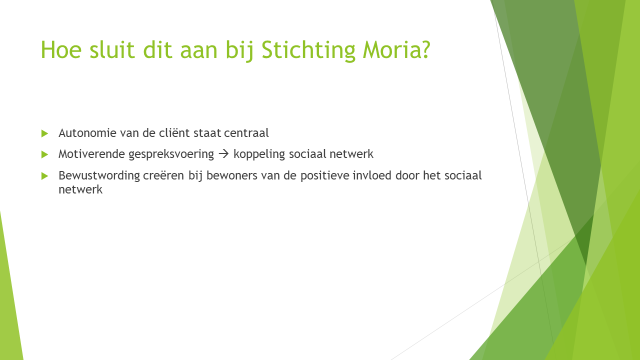 Hoe sluit dit aan bij Stichting Moria?
Autonomie van de cliënt staat centraal
Motiverende gespreksvoering → koppeling sociaal netwerk
Bewustwording creëren bij bewoners van de positieve invloed door het sociaal
netwerk